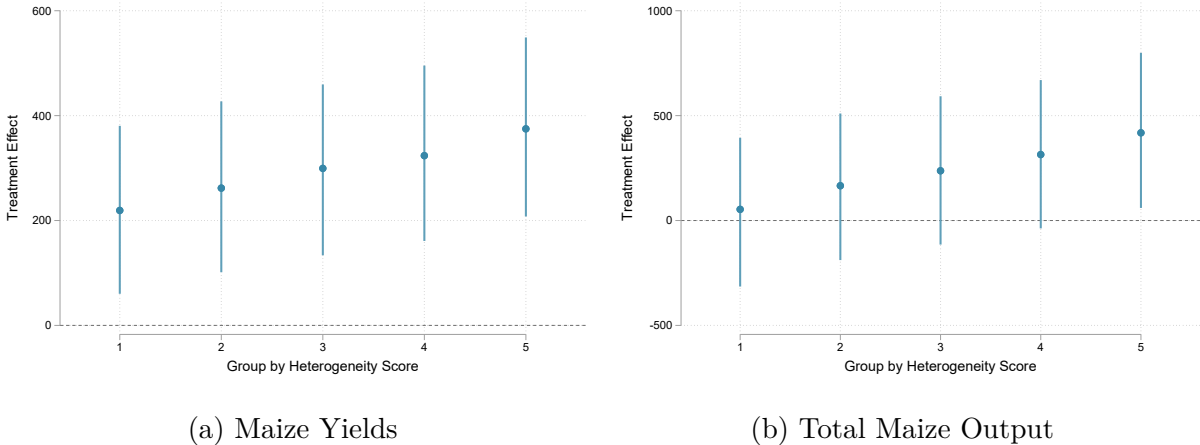 600
400
200
0
Treatment Effect
1 2 3 4 5
Group by Heterogeneity Score
(a) Maize Yields
1000
500
0
-500
Treatment Effect
1 2 3 4 5
Group by Heterogeneity Score
(b) Total Maize Output